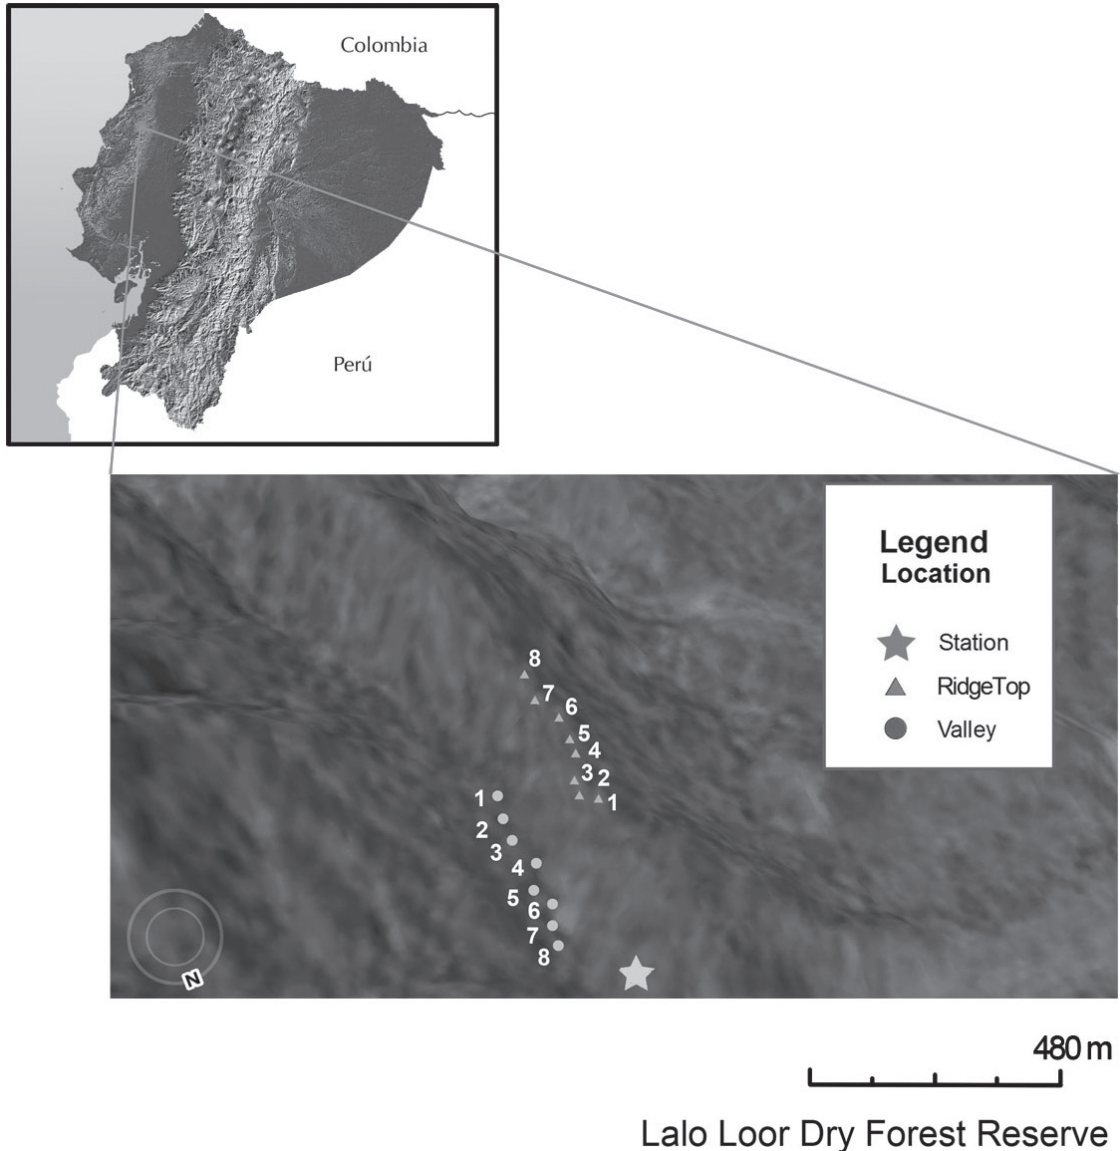 Colombia
Perú
Legend
Location
Station
RidgeTop
Valley
8
7
6
5
4
3 2
1
1
2
3
4
5
6
7
8
N
480 m
Lalo Loor Dry Forest Reserve